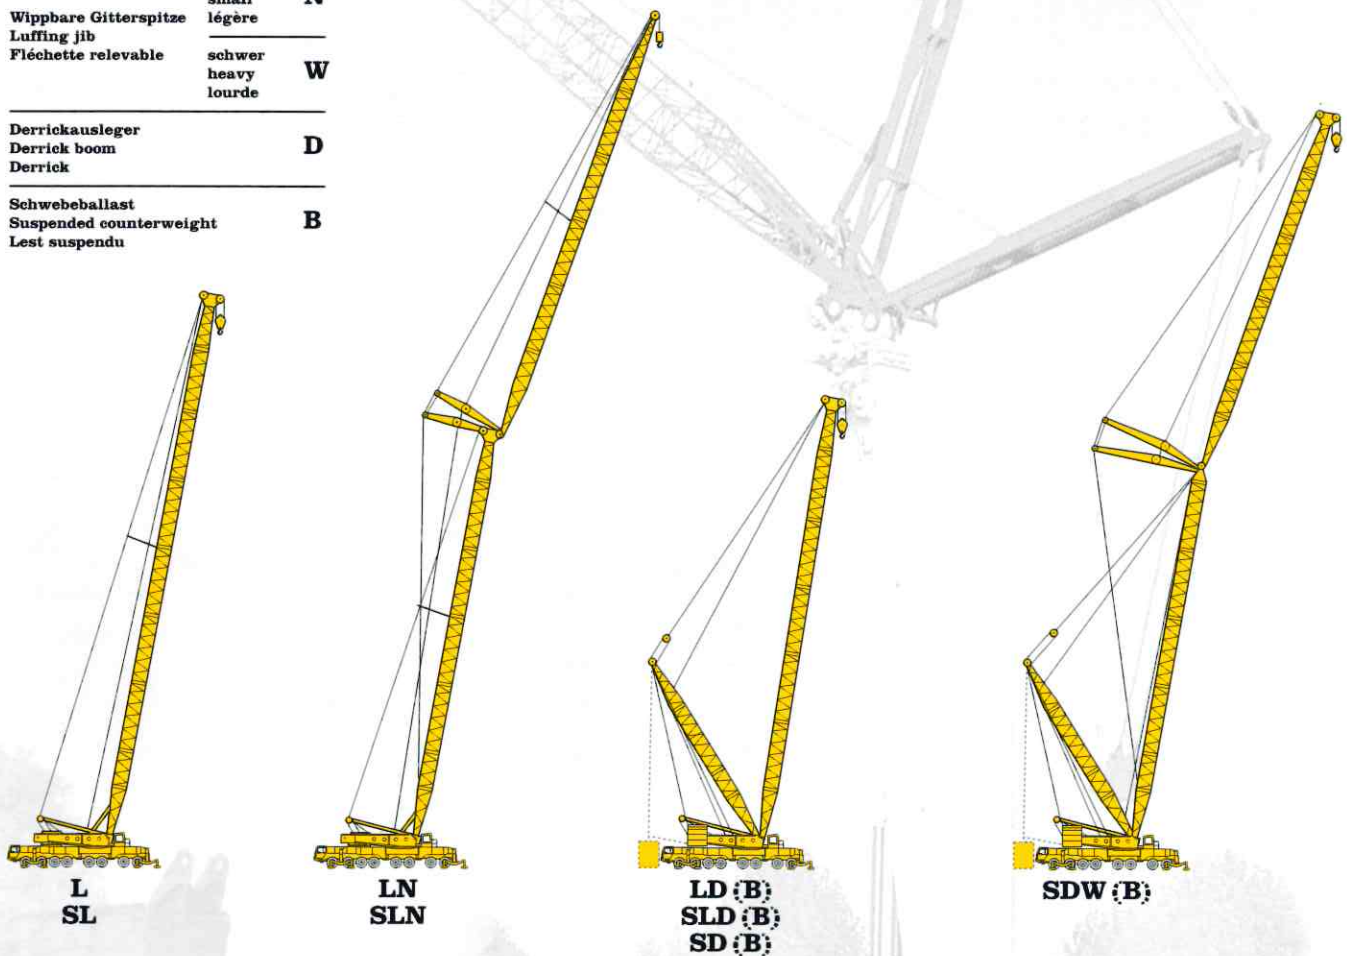 small
N
Wippbare Gitterspitze
légère
Luffing jib
Fléchette relevable
schwer
heavy
W
lourde
Derrickausleger
Derrick boom
D
Derrick
Schwebeballast
Suspended counterweight
B
Lest suspendu
L
SL
LN
SLN
LD (B)
SLD (B)
SD (B)
SDW (B)